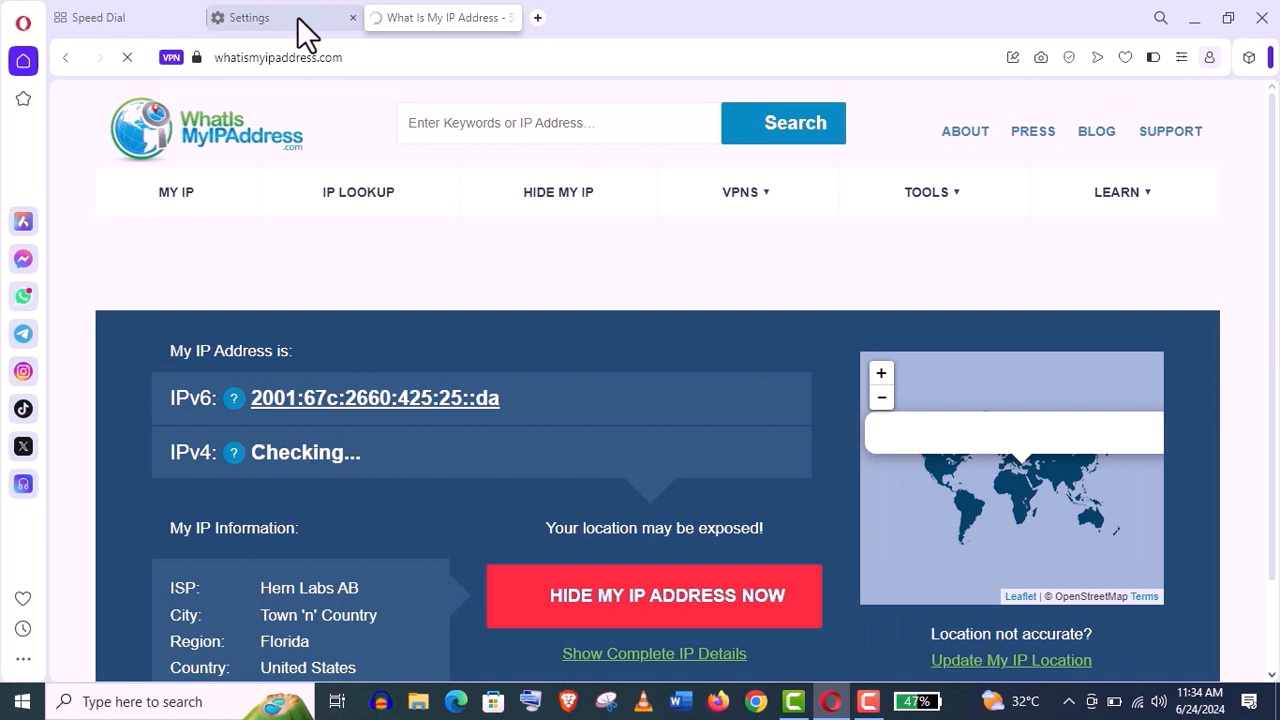 Speed Dial
Settings
What Is My IP Address - S
VPN
whatismyipaddress.com
WhatIs
MyIPAddress
.com
Enter Keywords or IP Address...
Search
ABOUT
PRESS
BLOG
SUPPORT
MY IP
IP LOOKUP
HIDE MY IP
VPNS
TOOLS
LEARN
My IP Address is:
IPv6: ? 2001:67c:2660:425:25::da
IPv4: ? Checking...
My IP Information:
ISP: Hern Labs AB
City: Town 'n' Country
Region: Florida
Country: United States
Your location may be exposed!
HIDE MY IP ADDRESS NOW
Show Complete IP Details
+
−
Leaflet | © OpenStreetMap Terms
Location not accurate?
Update My IP Location
Type here to search
47%
32°C
11:34 AM
6/24/2024